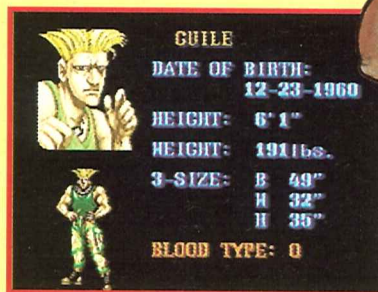 GUILE
DATE OF BIRTH:
12-23-1960
HEIGHT: 6'1"
WEIGHT: 191lbs.
3-SIZE: B 49"
W 32"
H 35"
BLOOD TYPE: O